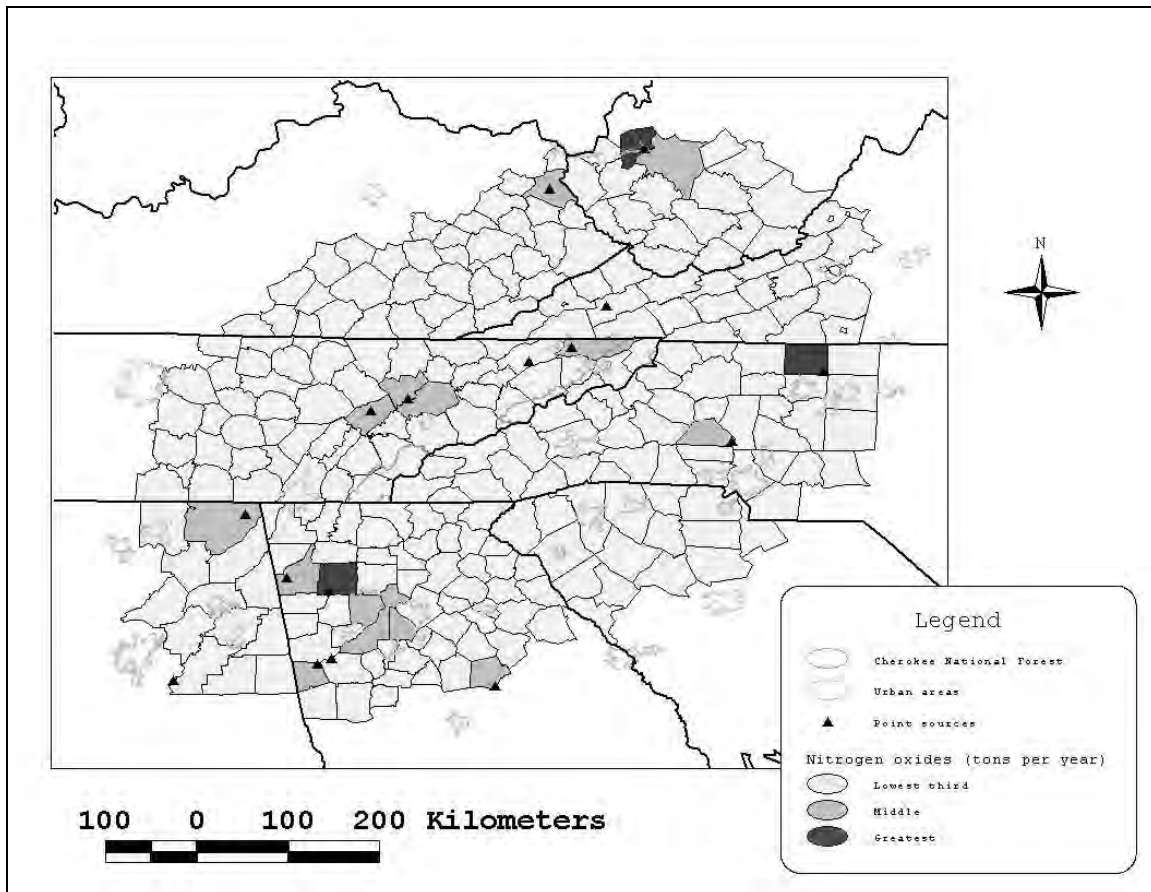 N
Legend
Cherokee National Forest
Urban areas
Point sources
Nitrogen oxides (tons per year)
Lowest third
Middle
Greatest
100 0 100 200 Kilometers